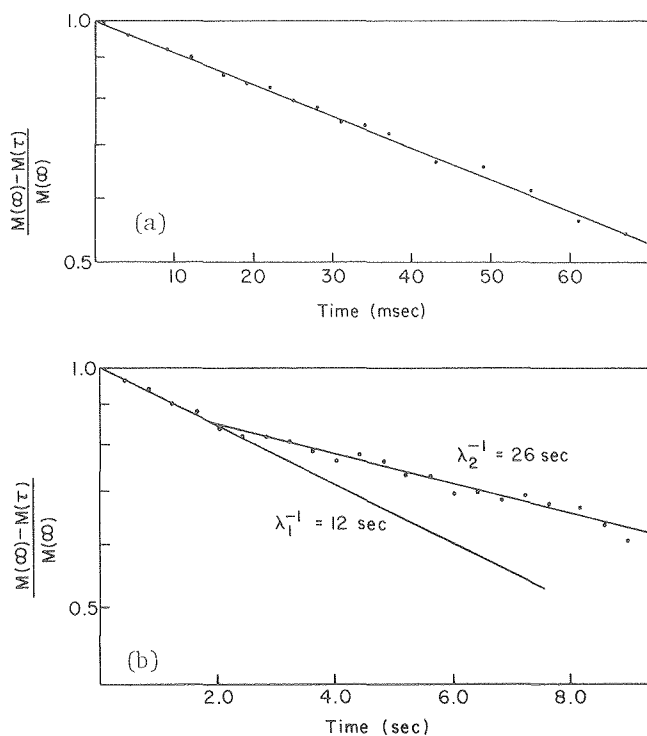 1.0
M(∞)−M(τ)
M(∞)
(a)
0.5
10 20 30 40 50 60
Time (msec)
1.0
λ₂⁻¹ = 26 sec
M(∞)−M(τ)
M(∞)
λ₁⁻¹ = 12 sec
0.5
(b)
2.0 4.0 6.0 8.0
Time (sec)